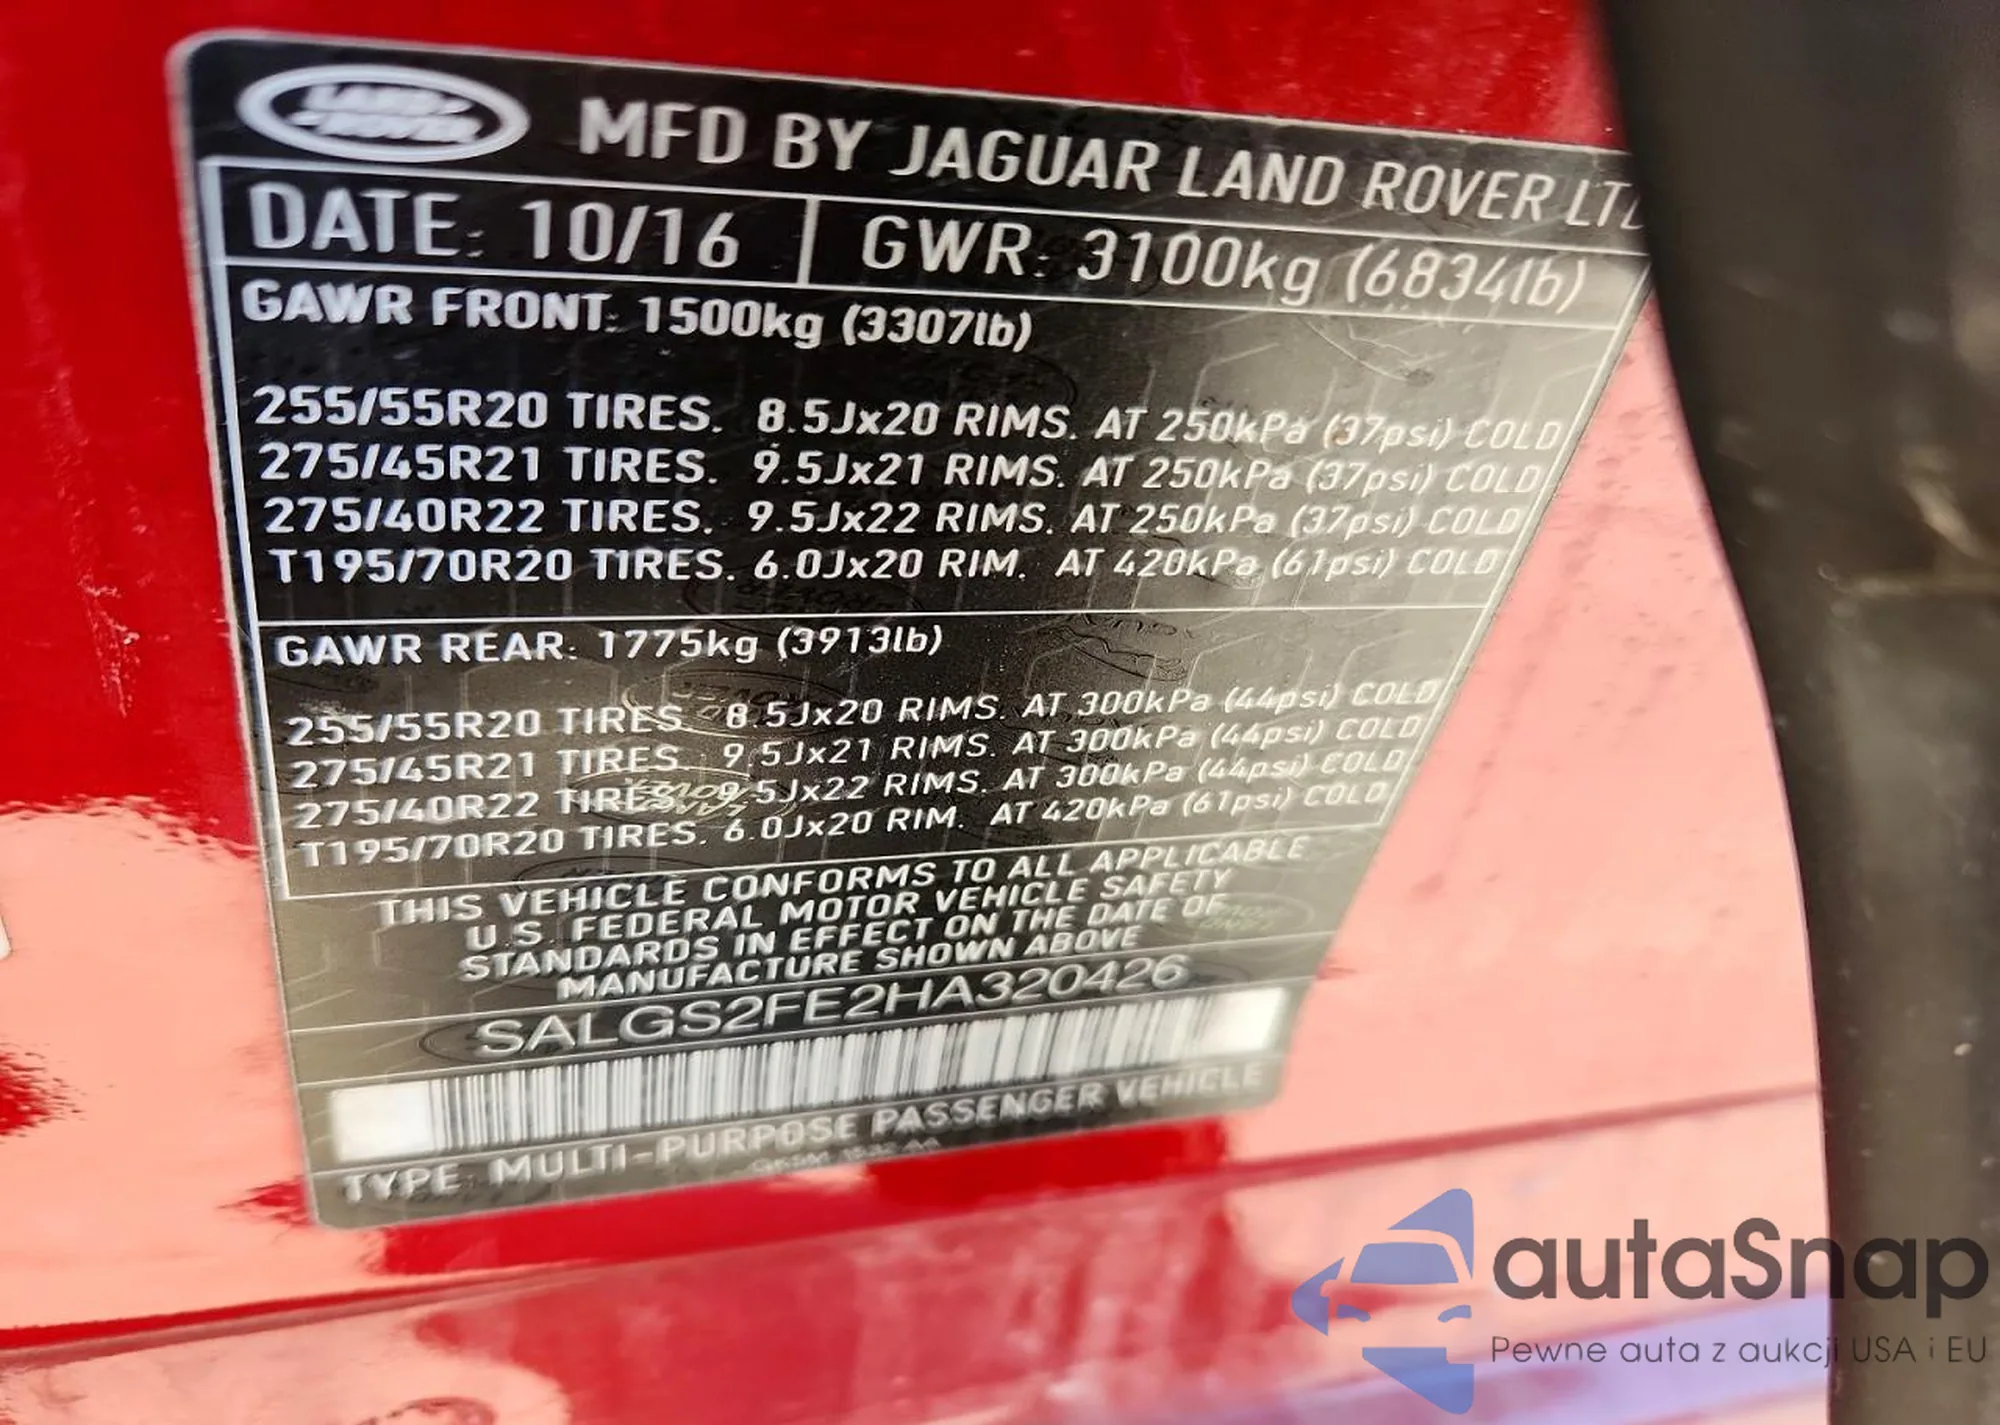 LAND ROVER
MFD BY JAGUAR LAND ROVER LTD
DATE: 10/16 GWR: 3100kg (6834lb)
GAWR FRONT: 1500kg (3307lb)
255/55R20 TIRES. 8.5Jx20 RIMS. AT 250kPa (37psi) COLD
275/45R21 TIRES. 9.5Jx21 RIMS. AT 250kPa (37psi) COLD
275/40R22 TIRES. 9.5Jx22 RIMS. AT 250kPa (37psi) COLD
T195/70R20 TIRES. 6.0Jx20 RIM. AT 420kPa (61psi) COLD
GAWR REAR: 1775kg (3913lb)
255/55R20 TIRES. 8.5Jx20 RIMS. AT 300kPa (44psi) COLD
275/45R21 TIRES. 9.5Jx21 RIMS. AT 300kPa (44psi) COLD
275/40R22 TIRES. 9.5Jx22 RIMS. AT 300kPa (44psi) COLD
T195/70R20 TIRES. 6.0Jx20 RIM. AT 420kPa (61psi) COLD
THIS VEHICLE CONFORMS TO ALL APPLICABLE
U.S. FEDERAL MOTOR VEHICLE SAFETY
STANDARDS IN EFFECT ON THE DATE OF
MANUFACTURE SHOWN ABOVE
SALGS2FE2HA320426
TYPE: MULTI-PURPOSE PASSENGER VEHICLE
autaSnap
Pewne auta z aukcji USA i EU